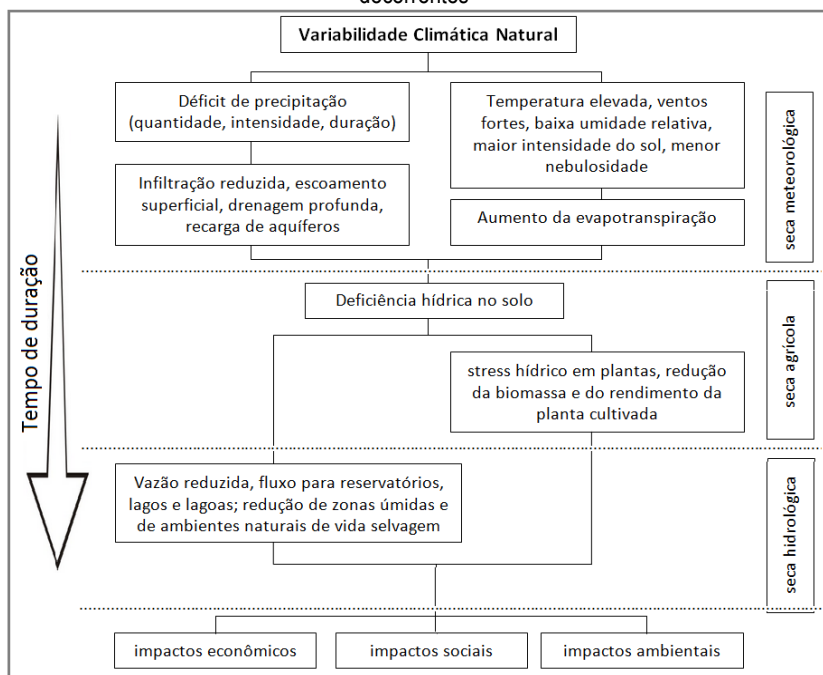 Variabilidade Climática Natural
Déficit de precipitação
(quantidade, intensidade, duração)
Temperatura elevada, ventos
fortes, baixa umidade relativa,
maior intensidade do sol, menor
nebulosidade
Infiltração reduzida, escoamento
superficial, drenagem profunda,
recarga de aquíferos
Aumento da evapotranspiração
seca meteorológica
Tempo de duração
Deficiência hídrica no solo
stress hídrico em plantas, redução
da biomassa e do rendimento da
planta cultivada
seca agrícola
Vazão reduzida, fluxo para reservatórios,
lagos e lagoas; redução de zonas úmidas e
de ambientes naturais de vida selvagem
seca hidrológica
impactos econômicos
impactos sociais
impactos ambientais